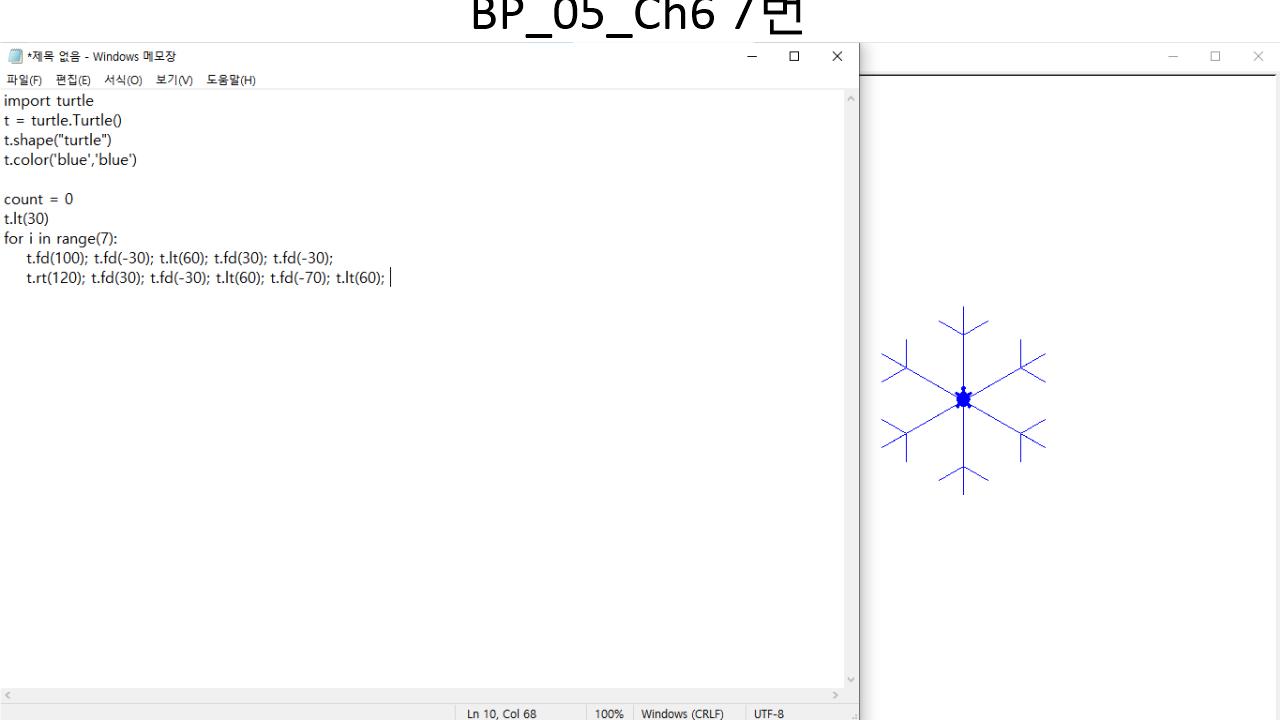 BP_05_Ch6 7번
*제목 없음 - Windows 메모장
파일(F) 편집(E) 서식(O) 보기(V) 도움말(H)
import turtle
t = turtle.Turtle()
t.shape("turtle")
t.color('blue','blue')
count = 0
t.lt(30)
for i in range(7):
t.fd(100); t.fd(-30); t.lt(60); t.fd(30); t.fd(-30);
t.rt(120); t.fd(30); t.fd(-30); t.lt(60); t.fd(-70); t.lt(60);
Ln 10, Col 68 100% Windows (CRLF) UTF-8